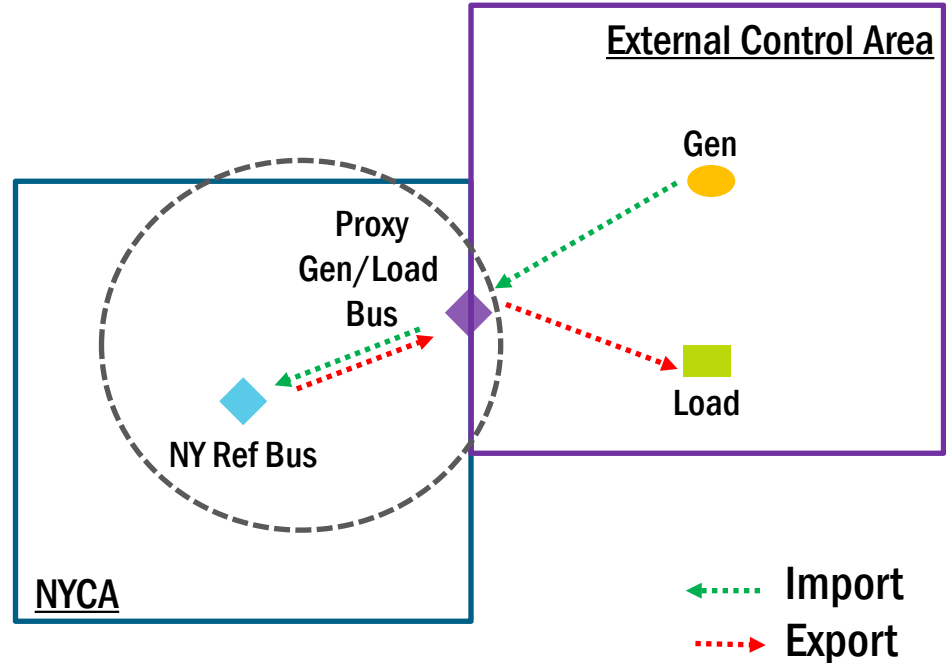 External Control Area
Gen
Proxy
Gen/Load
Bus
Load
NY Ref Bus
NYCA
Import
Export